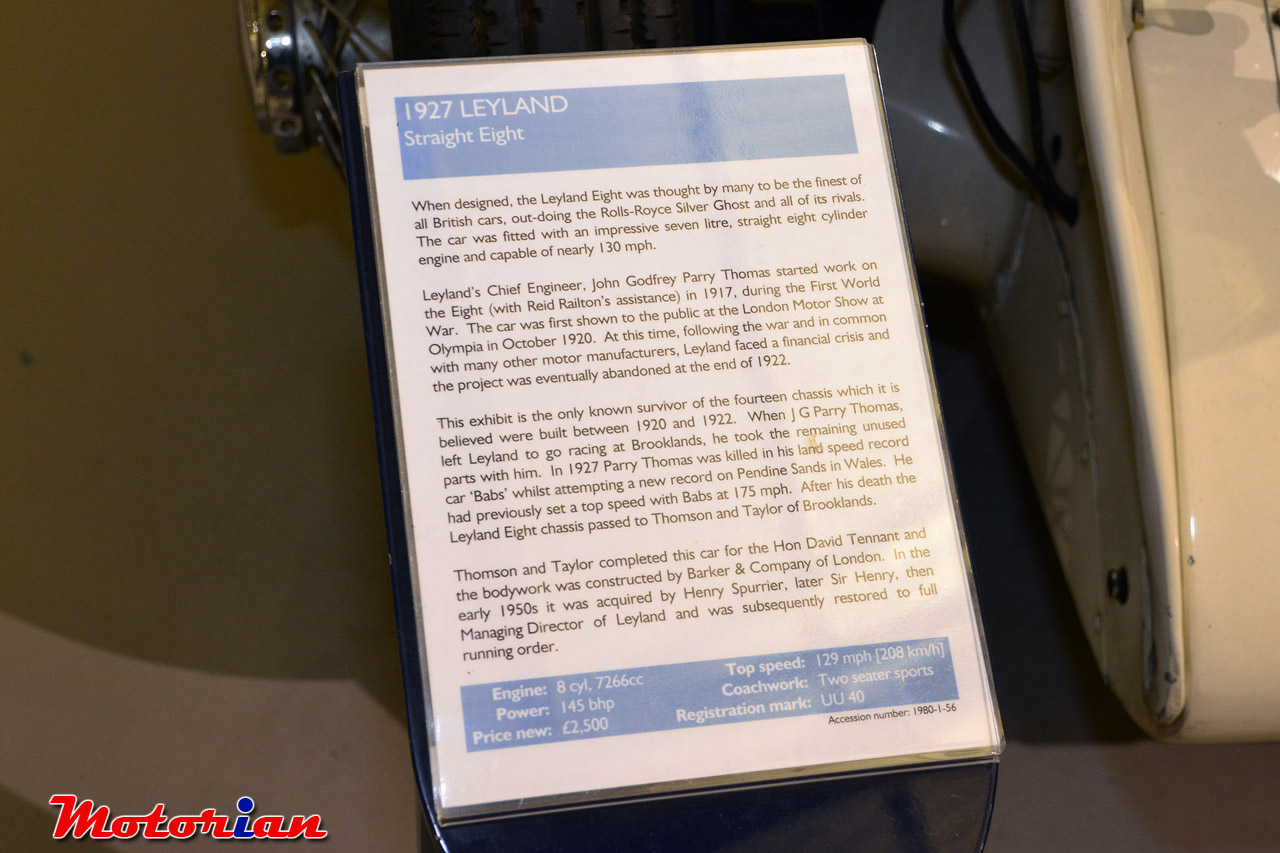 1927 LEYLAND
Straight Eight
When designed, the Leyland Eight was thought by many to be the finest of
all British cars, out-doing the Rolls-Royce Silver Ghost and all of its rivals.
The car was fitted with an impressive seven litre, straight eight cylinder
engine and capable of nearly 130 mph.
Leyland's Chief Engineer, John Godfrey Parry Thomas started work on
the Eight (with Reid Railton's assistance) in 1917, during the First World
War. The car was first shown to the public at the London Motor Show at
Olympia in October 1920. At this time, following the war and in common
with many other motor manufacturers, Leyland faced a financial crisis and
the project was eventually abandoned at the end of 1922.
This exhibit is the only known survivor of the fourteen chassis which it is
believed were built between 1920 and 1922. When J G Parry Thomas,
left Leyland to go racing at Brooklands, he took the remaining unused
parts with him. In 1927 Parry Thomas was killed in his land speed record
car 'Babs' whilst attempting a new record on Pendine Sands in Wales. He
had previously set a top speed with Babs at 175 mph. After his death the
Leyland Eight chassis passed to Thomson and Taylor of Brooklands.
Thomson and Taylor completed this car for the Hon David Tennant and
the bodywork was constructed by Barker & Company of London. In the
early 1950s it was acquired by Henry Spurrier, later Sir Henry, then
Managing Director of Leyland and was subsequently restored to full
running order.
Engine: 8 cyl, 7266cc
Power: 145 bhp
Price new: £2,500
Top speed: 129 mph [208 km/h]
Coachwork: Two seater sports
Registration mark: UU 40
Accession number: 1980-1-56
Motorian